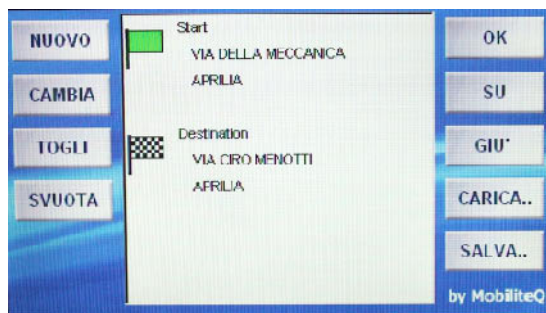 NUOVO
CAMBIA
TOGLI
SVUOTA
Start
VIA DELLA MECCANICA
APRILIA
Destination
VIA CIRO MENOTTI
APRILIA
OK
SU
GIU'
CARICA..
SALVA..
by MobiliteQ